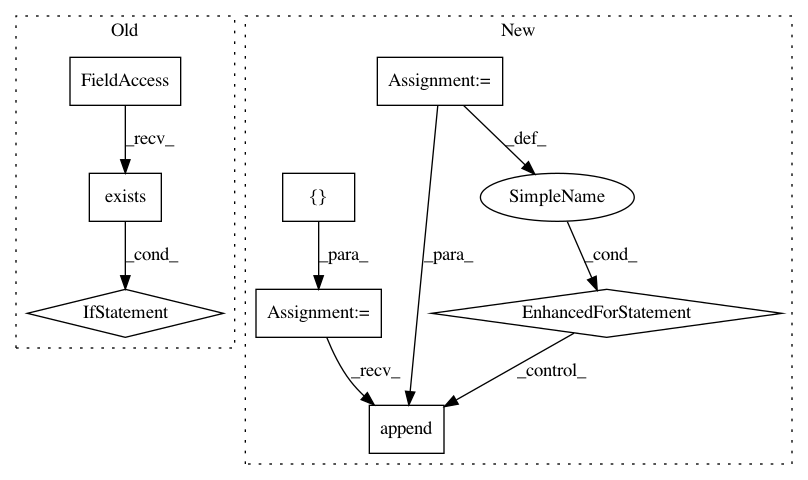 Old
New
FieldAccess
Assignment:=
_recv_
_def_
exists
{}
SimpleName
_cond_
_para_
_para_
_cond_
IfStatement
Assignment:=
EnhancedForStatement
_recv_
_control_
append